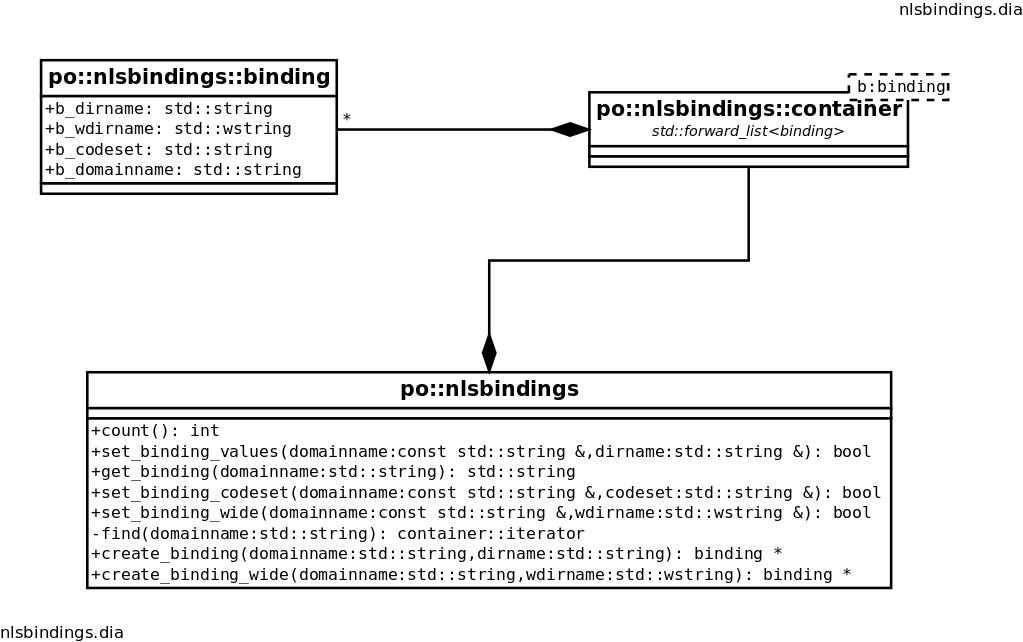 nlsbindings.dia
po::nlsbindings::binding
+b_dirname: std::string
+b_wdirname: std::wstring
+b_codeset: std::string
+b_domainname: std::string
*
b:binding
po::nlsbindings::container
std::forward_list<binding>
po::nlsbindings
+count(): int
+set_binding_values(domainname:const std::string &,dirname:std::string &): bool
+get_binding(domainname:std::string): std::string
+set_binding_codeset(domainname:const std::string &,codeset:std::string &): bool
+set_binding_wide(domainname:const std::string &,wdirname:std::wstring &): bool
-find(domainname:std::string): container::iterator
+create_binding(domainname:std::string,dirname:std::string): binding *
+create_binding_wide(domainname:std::string,wdirname:std::wstring): binding *
nlsbindings.dia